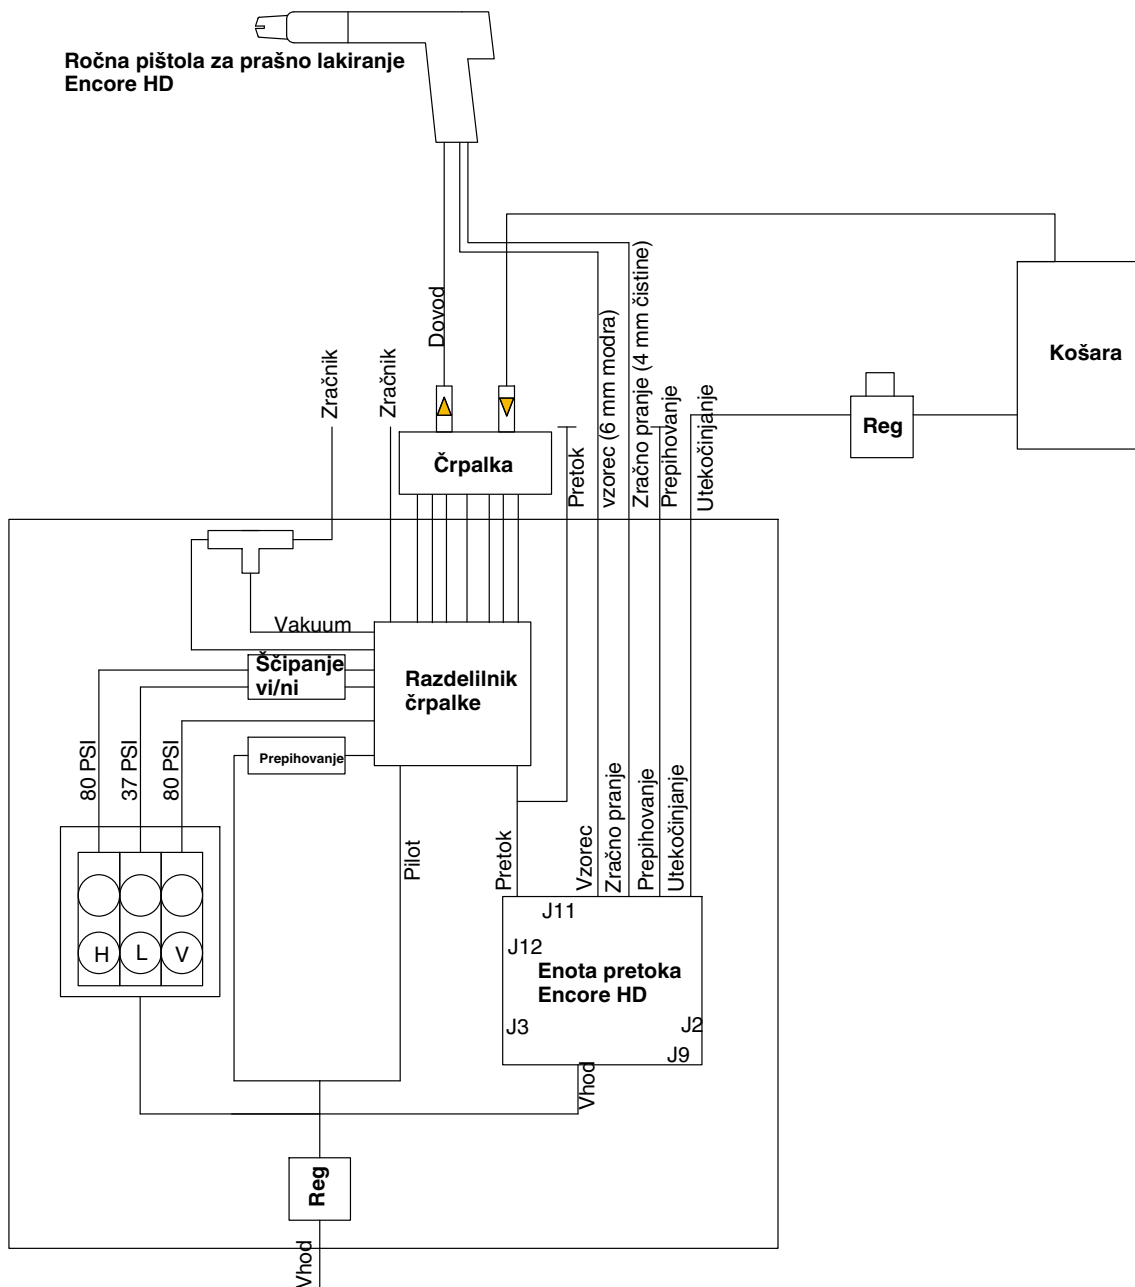 Ročna pištola za prašno lakiranje
Encore HD
Dovod
Zračnik
Zračnik
Pretok
vzorec (6 mm modra)
Zračno pranje (4 mm čistine)
Prepihovanje
Utekočinjanje
Košara
Reg
Črpalka
Vakuum
Ščipanje
vi/ni
Razdelilnik
črpalke
Prepihovanje
80 PSI
37 PSI
80 PSI
Pilot
Pretok
Vzorec
Zračno pranje
Prepihovanje
Utekočinjanje
H
L
V
J11
J12
Enota pretoka
Encore HD
J3
J2
J9
Vhod
Reg
Vhod